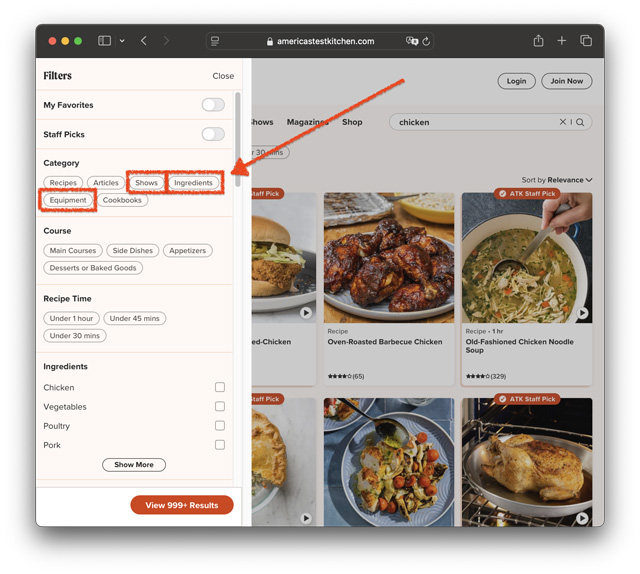 americastestkitchen.com
Filters
Close
Login
Join Now
My Favorites
Staff Picks
Shows
Magazines
Shop
chicken
30 mins
Category
Recipes
Articles
Shows
Ingredients
Equipment
Cookbooks
Sort by Relevance
Staff Pick
ATK Staff Pick
Course
Main Courses
Side Dishes
Appetizers
Desserts or Baked Goods
Recipe Time
Under 1 hour
Under 45 mins
Under 30 mins
Recipe
Recipe • 1 hr
ed-Chicken
Oven-Roasted Barbecue Chicken
Old-Fashioned Chicken Noodle
Soup
(65)
(329)
Ingredients
Chicken
Vegetables
Poultry
Pork
Show More
Staff Pick
ATK Staff Pick
View 999+ Results